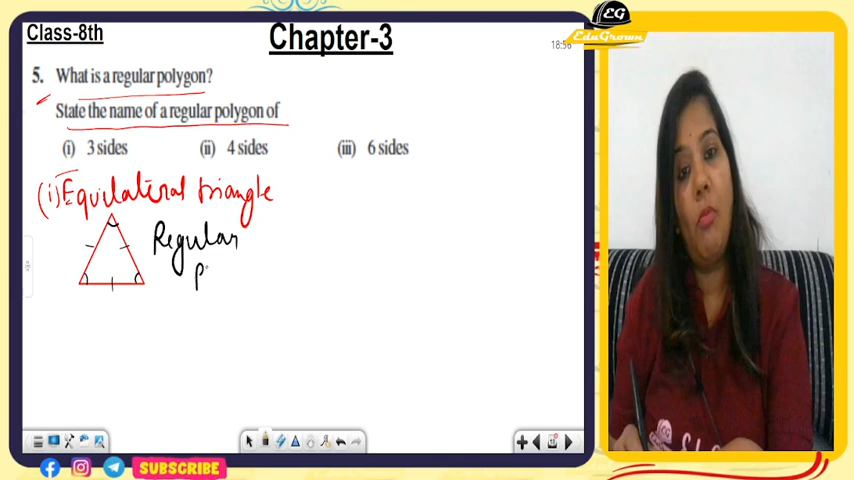 Class-8th
Chapter-3
EG
EduGrown
18:56
5. What is a regular polygon?
State the name of a regular polygon of
(i) 3 sides (ii) 4 sides (iii) 6 sides
(i) Equilateral triangle
Regular
P
SUBSCRIBE
EG